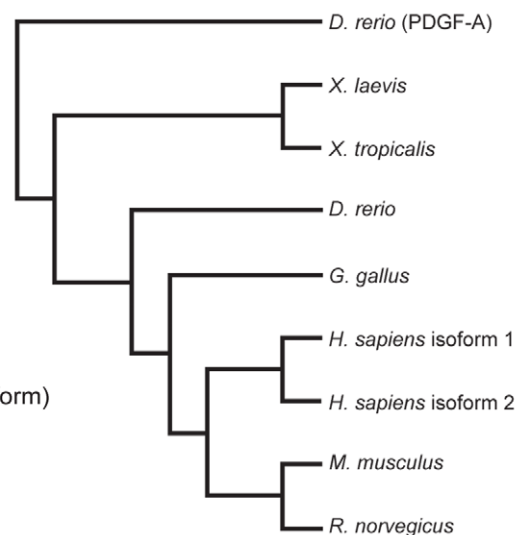 D. rerio (PDGF-A)
X. laevis
X. tropicalis
D. rerio
G. gallus
H. sapiens isoform 1
orm)
H. sapiens isoform 2
M. musculus
R. norvegicus